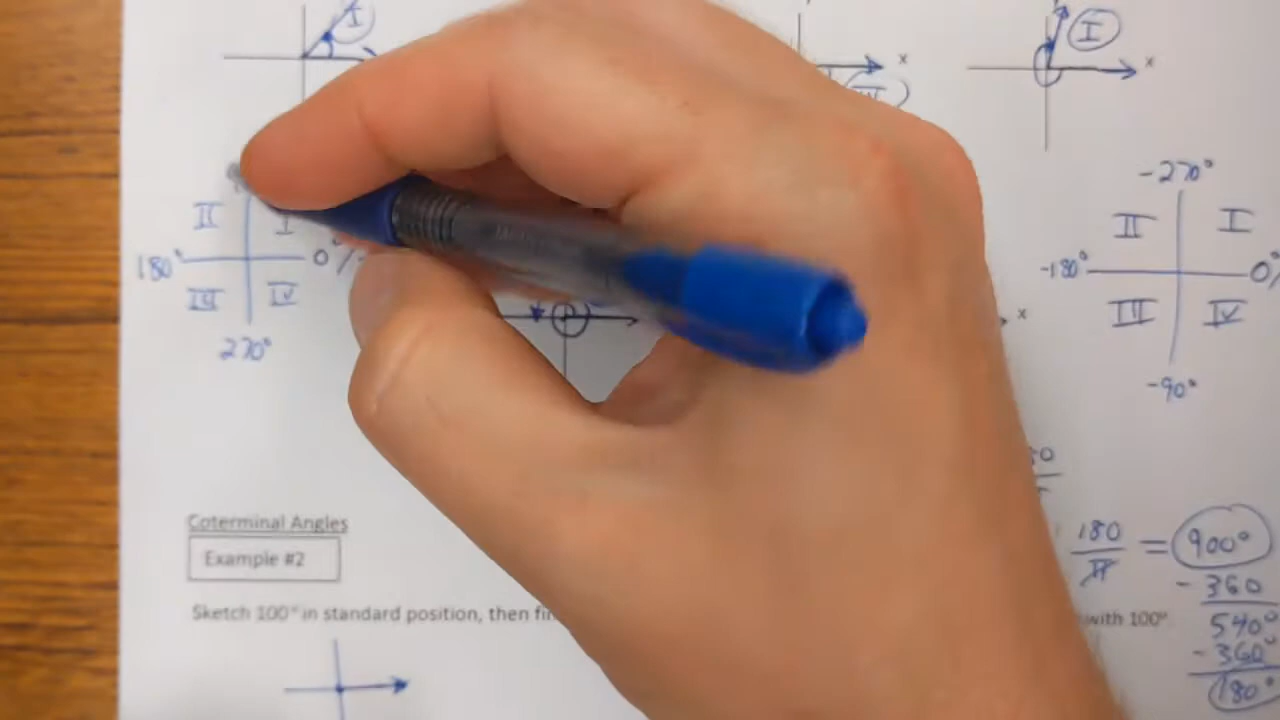 I
x
I
x
-270°
II I
II I
180° 0°/
-180° 0°/
III IV
III IV
x
270°
-90°
Coterminal Angles
Example #2
180/π = 900°
- 360
Sketch 100° in standard position, then
with 100°
540°
- 360°
180°